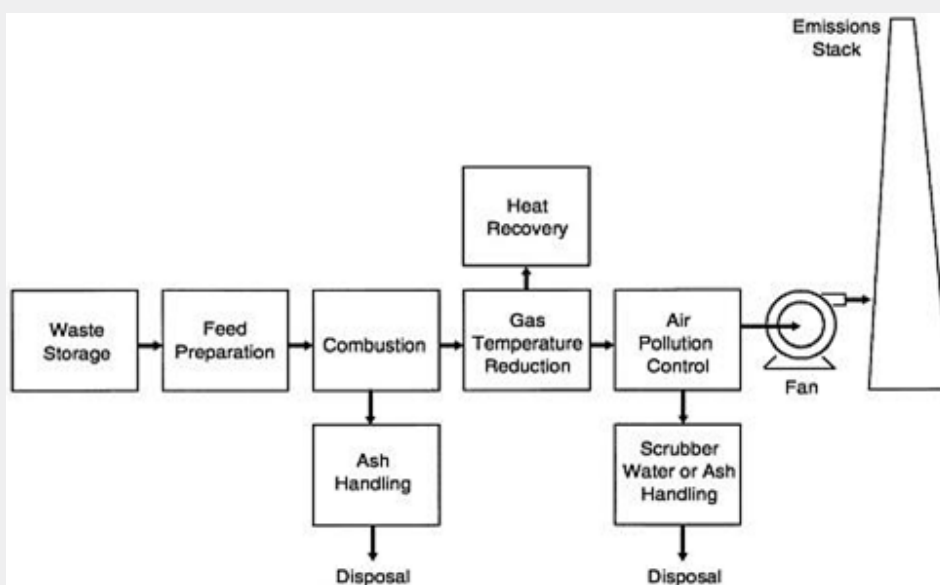 Emissions
Stack
Heat
Recovery
Waste
Storage
Feed
Preparation
Combustion
Gas
Temperature
Reduction
Air
Pollution
Control
Fan
Ash
Handling
Scrubber
Water or Ash
Handling
Disposal
Disposal